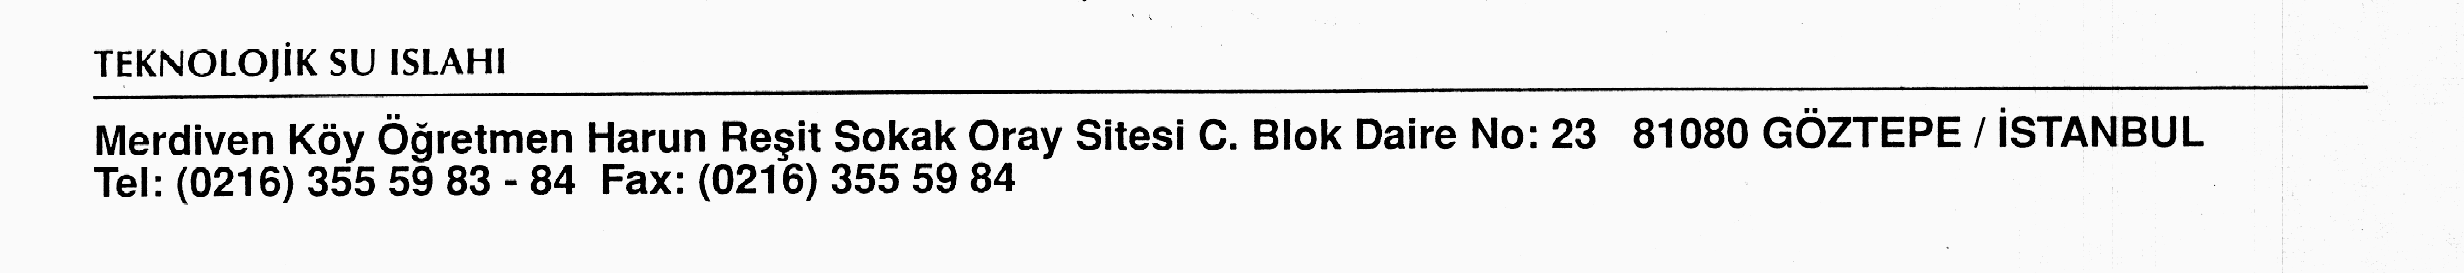 TEKNOLOJİK SU ISLAHI
Merdiven Köy Öğretmen Harun Reşit Sokak Oray Sitesi C. Blok Daire No: 23 81080 GÖZTEPE / İSTANBUL
Tel: (0216) 355 59 83 - 84 Fax: (0216) 355 59 84